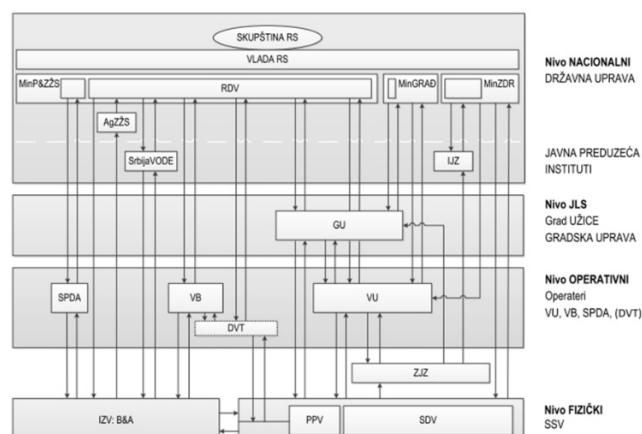 SKUPŠTINA RS
VLADA RS
MinP&ZŽS
RDV
MinGRAĐ
MinZDR
AgZŽS
SrbijaVODE
IJZ
GU
SPDA
VB
VU
DVT
ZJZ
IZV: B&A
PPV
SDV
Nivo NACIONALNI
DRŽAVNA UPRAVA
JAVNA PREDUZEĆA
INSTITUTI
Nivo JLS
Grad UŽICE
GRADSKA UPRAVA
Nivo OPERATIVNI
Operateri
VU, VB, SPDA, (DVT)
Nivo FIZIČKI
SSV